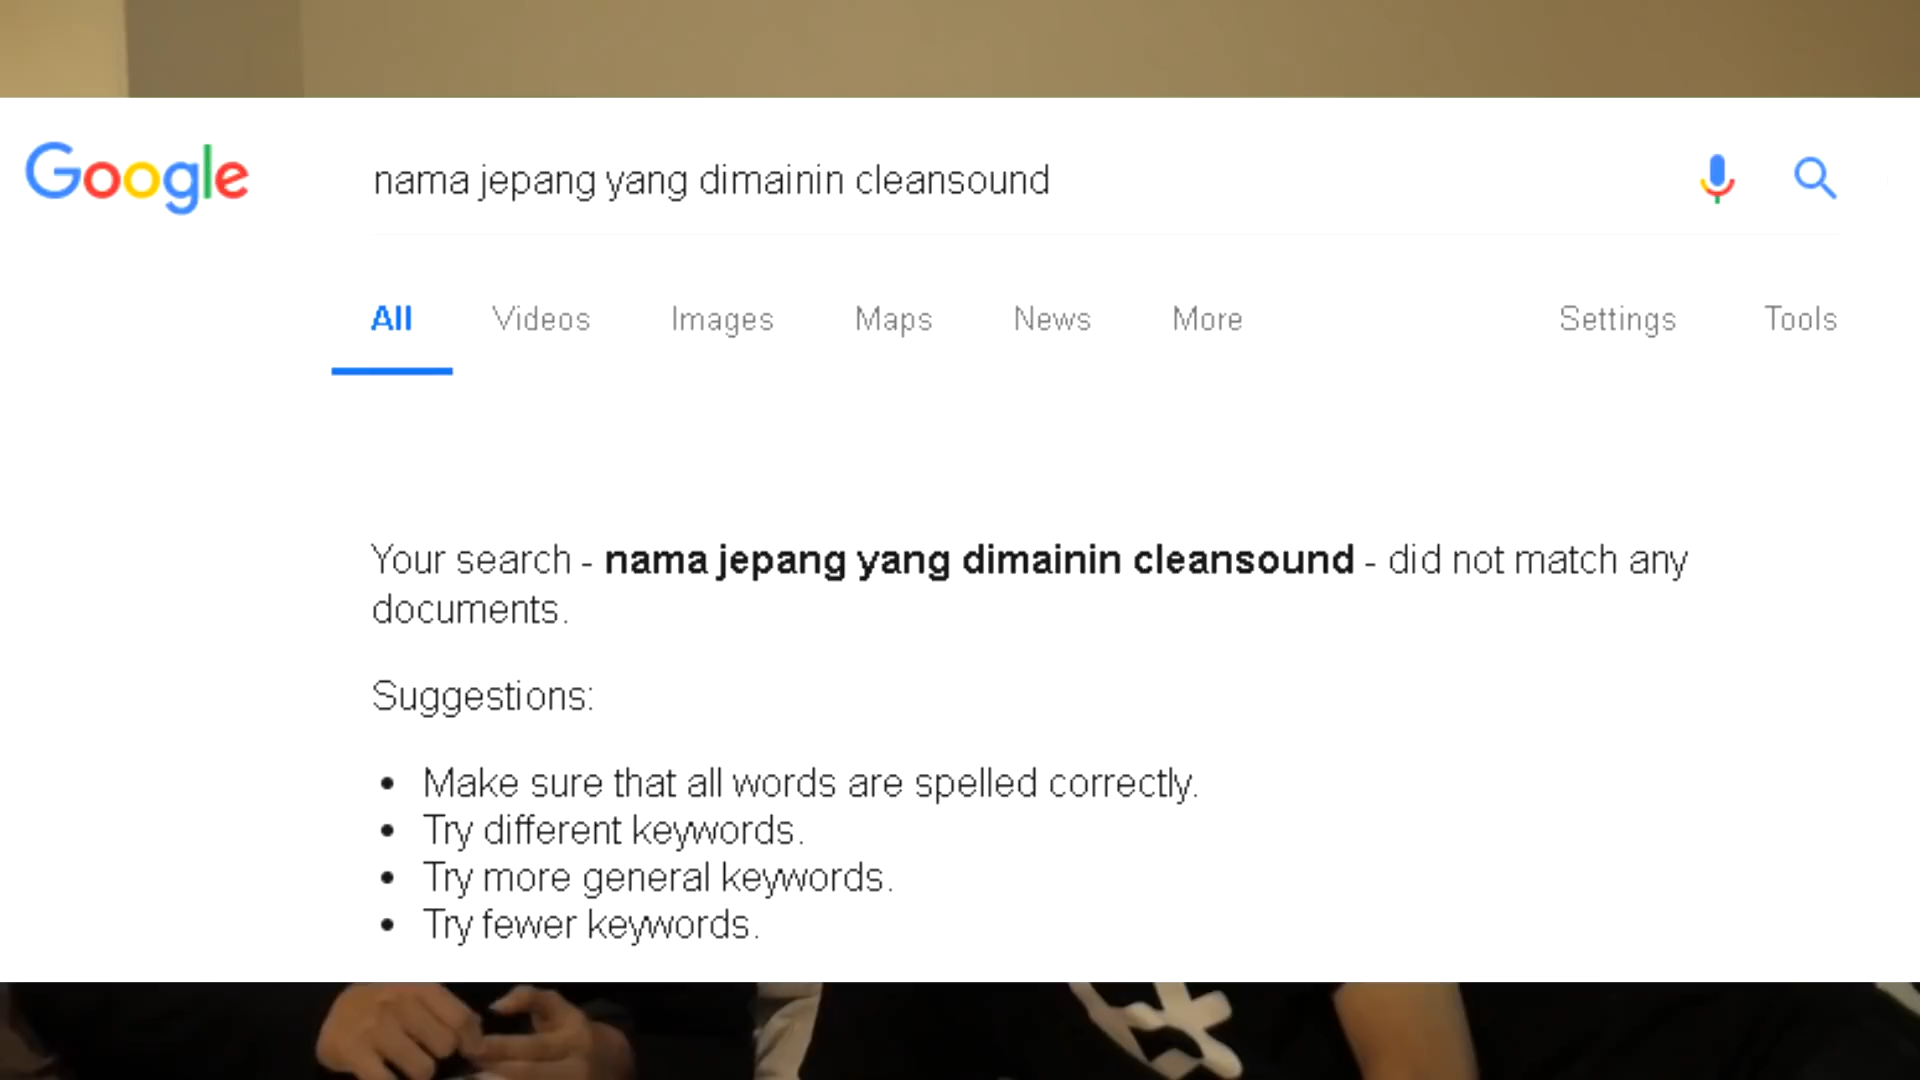 Google
nama jepang yang dimainin cleansound
All Videos Images Maps News More Settings Tools
Your search - nama jepang yang dimainin cleansound - did not match any
documents.
Suggestions:
• Make sure that all words are spelled correctly.
• Try different keywords.
• Try more general keywords.
• Try fewer keywords.